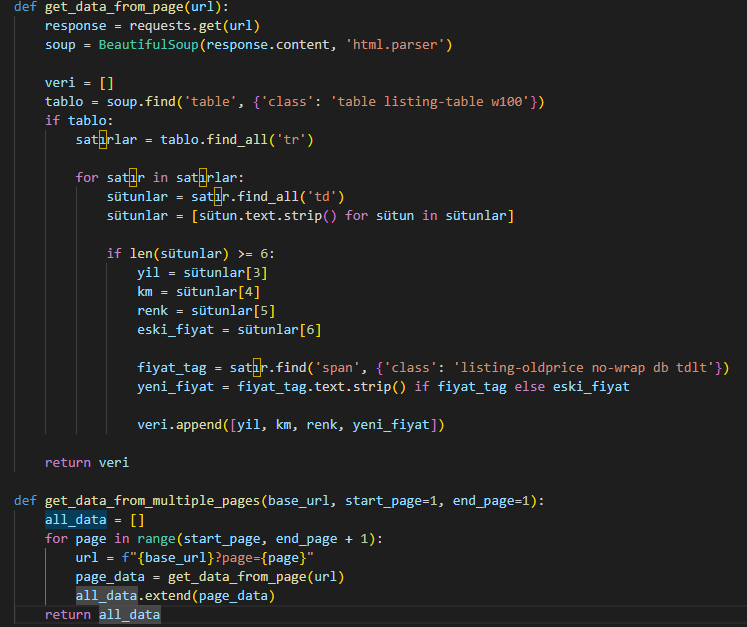 def get_data_from_page(url):
    response = requests.get(url)
    soup = BeautifulSoup(response.content, 'html.parser')

    veri = []
    tablo = soup.find('table', {'class': 'table listing-table w100'})
    if tablo:
        satırlar = tablo.find_all('tr')

        for satır in satırlar:
            sütunlar = satır.find_all('td')
            sütunlar = [sütun.text.strip() for sütun in sütunlar]

            if len(sütunlar) >= 6:
                yil = sütunlar[3]
                km = sütunlar[4]
                renk = sütunlar[5]
                eski_fiyat = sütunlar[6]

                fiyat_tag = satır.find('span', {'class': 'listing-oldprice no-wrap db tdlt'})
                yeni_fiyat = fiyat_tag.text.strip() if fiyat_tag else eski_fiyat

                veri.append([yil, km, renk, yeni_fiyat])

    return veri

def get_data_from_multiple_pages(base_url, start_page=1, end_page=1):
    all_data = []
    for page in range(start_page, end_page + 1):
        url = f"{base_url}?page={page}"
        page_data = get_data_from_page(url)
        all_data.extend(page_data)
    return all_data